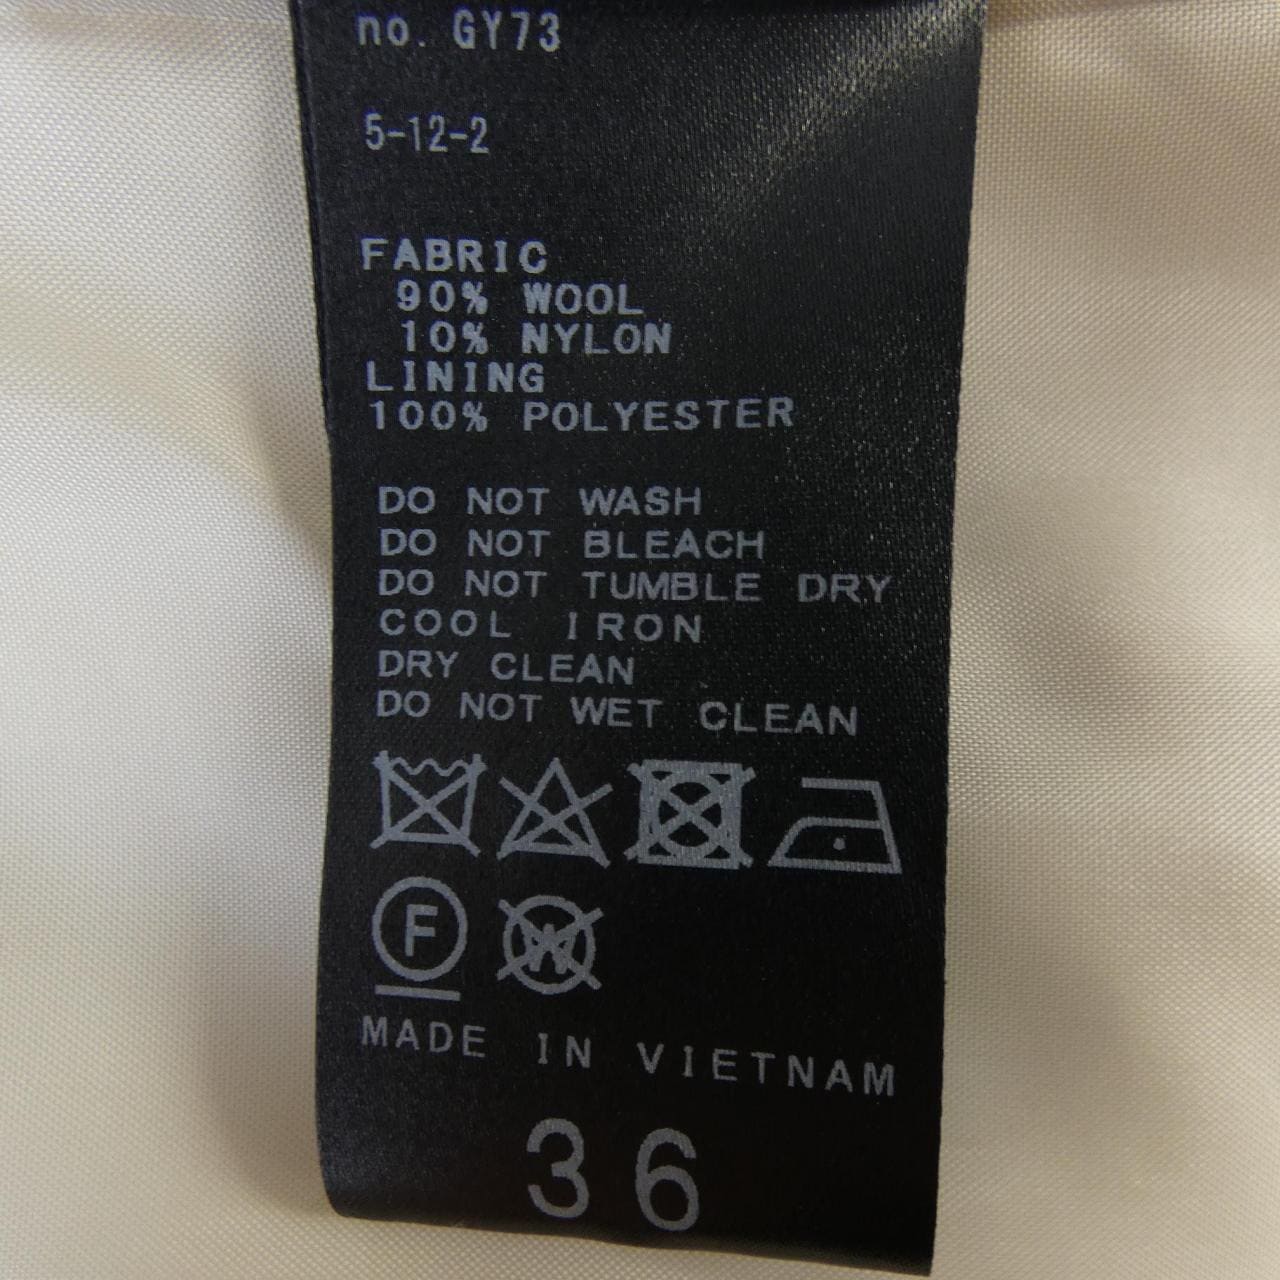 no. GY73
5-12-2
FABRIC
90% WOOL
10% NYLON
LINING
100% POLYESTER
DO NOT WASH
DO NOT BLEACH
DO NOT TUMBLE DRY
COOL IRON
DRY CLEAN
DO NOT WET CLEAN
F W
MADE IN VIETNAM
36